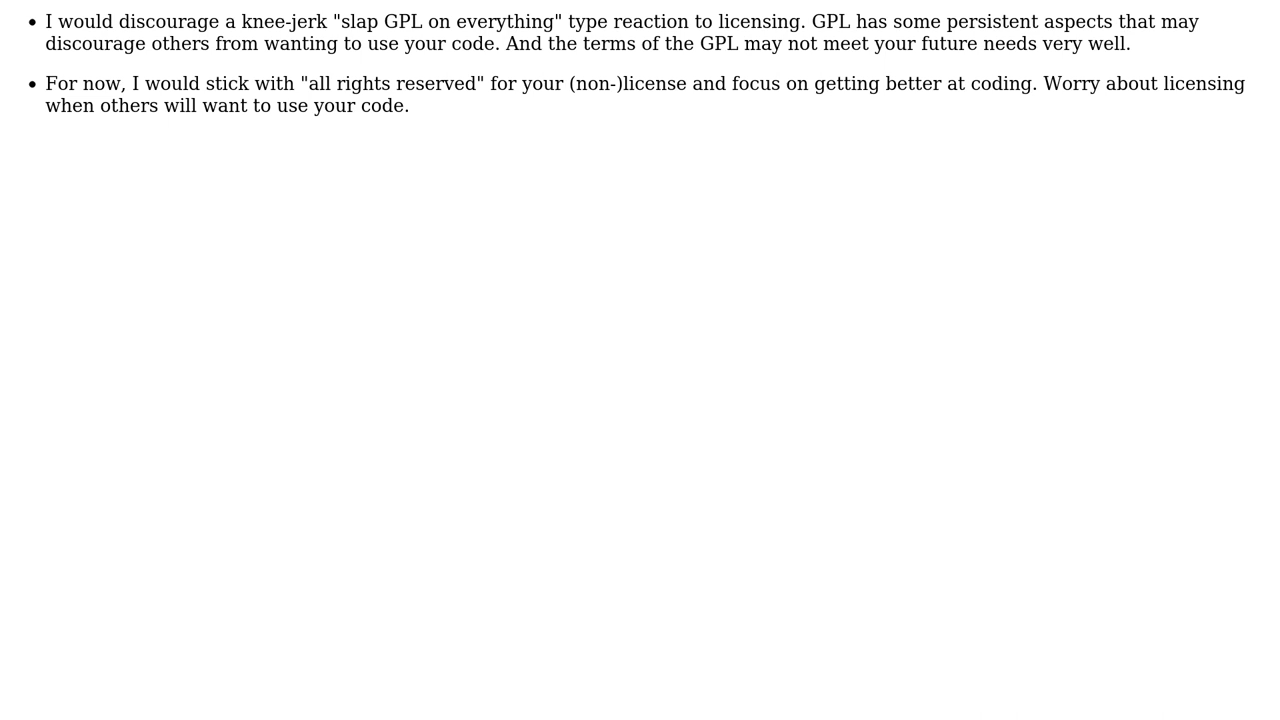 • I would discourage a knee-jerk "slap GPL on everything" type reaction to licensing. GPL has some persistent aspects that may
discourage others from wanting to use your code. And the terms of the GPL may not meet your future needs very well.
• For now, I would stick with "all rights reserved" for your (non-)license and focus on getting better at coding. Worry about licensing
when others will want to use your code.